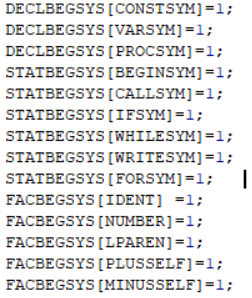 DECLBEGSYS[CONSTSYM]=1;
DECLBEGSYS[VARSYM]=1;
DECLBEGSYS[PROCSYM]=1;
STATBEGSYS[BEGINSYM]=1;
STATBEGSYS[CALLSYM]=1;
STATBEGSYS[IFSYM]=1;
STATBEGSYS[WHILESYM]=1;
STATBEGSYS[WRITESYM]=1;
STATBEGSYS[FORSYM]=1;
FACBEGSYS[IDENT] =1;
FACBEGSYS[NUMBER]=1;
FACBEGSYS[LPAREN]=1;
FACBEGSYS[PLUSSELF]=1;
FACBEGSYS[MINUSSELF]=1;